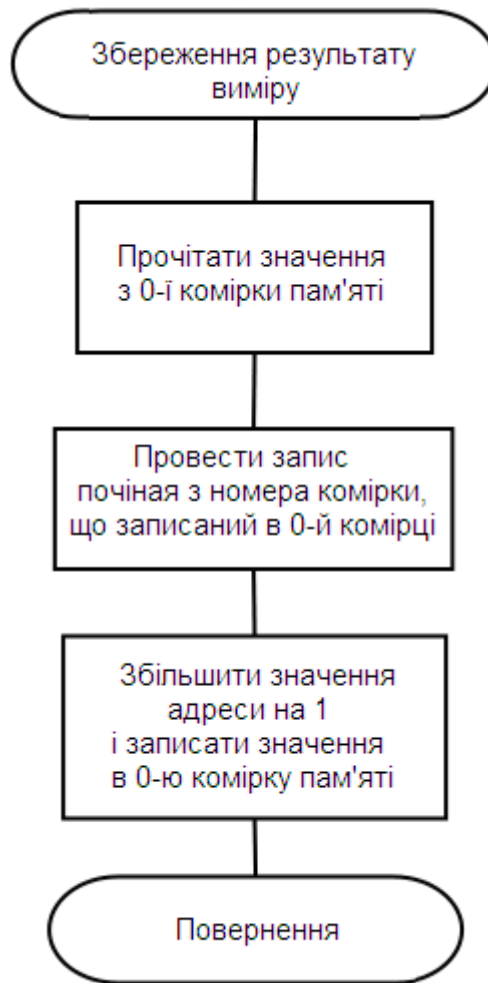 Збереження результату
виміру
Прочітати значення
з 0-ї комірки пам'яті
Провести запис
почіная з номера комірки,
що записаний в 0-й комірці
Збільшити значення
адреси на 1
і записати значення
в 0-ю комірку пам'яті
Повернення